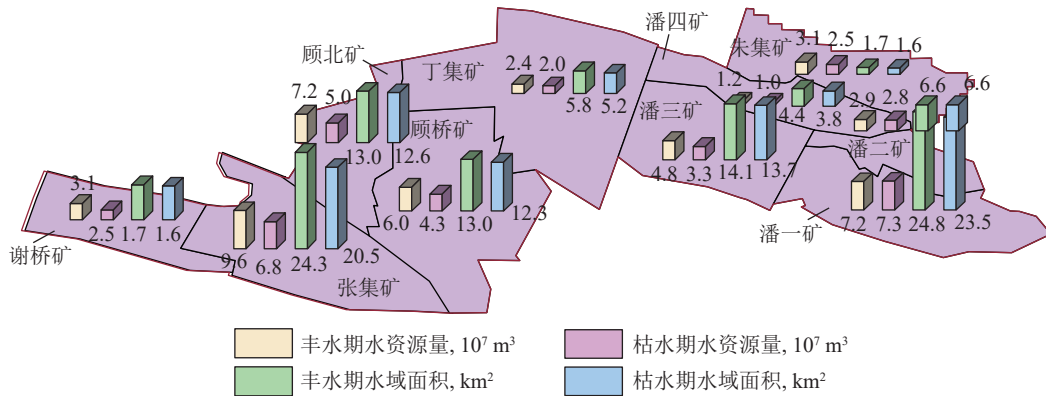 潘四矿
顾北矿
丁集矿
朱集矿
3.1 2.5 1.7 1.6
2.4 2.0
5.8 5.2
1.2 1.0
4.4 3.8
6.6 6.6
7.2 5.0
13.0 12.6
顾桥矿
潘三矿
2.9 2.8
潘二矿
4.8 3.3 14.1 13.7
3.1
2.5 1.7 1.6
谢桥矿
6.0 4.3 13.0 12.3
7.2 7.3 24.8 23.5
潘一矿
9.6 6.8 24.3 20.5
张集矿
丰水期水资源量, 10⁷ m³
枯水期水资源量, 10⁷ m³
丰水期水域面积, km²
枯水期水域面积, km²